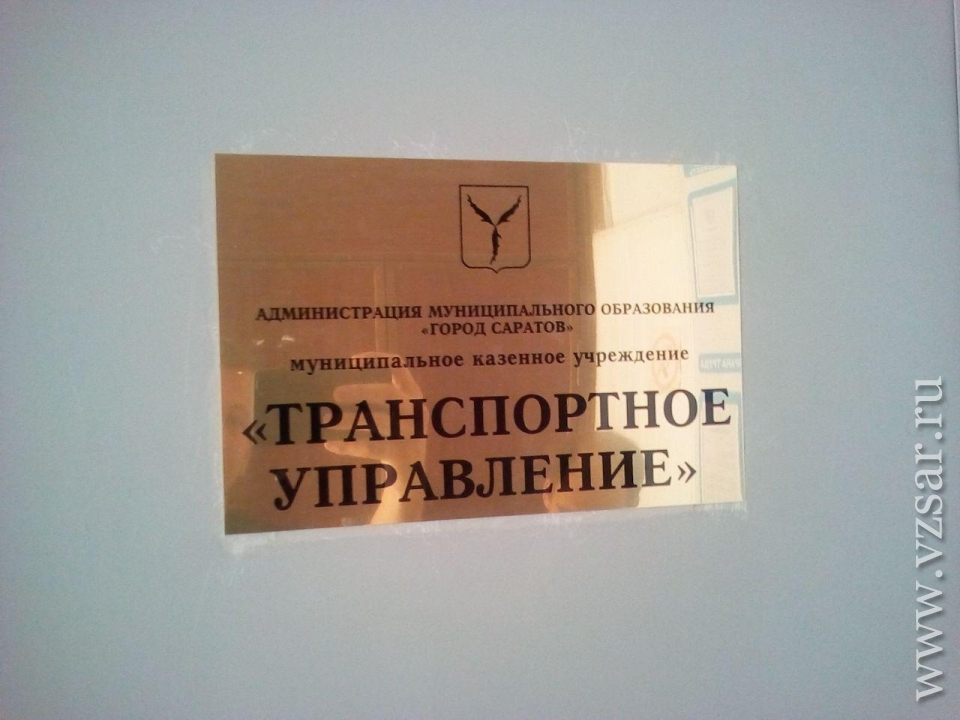 АДМИНИСТРАЦИЯ МУНИЦИПАЛЬНОГО ОБРАЗОВАНИЯ
«ГОРОД САРАТОВ»
муниципальное казенное учреждение
«ТРАНСПОРТНОЕ
УПРАВЛЕНИЕ»
www.vzsar.ru